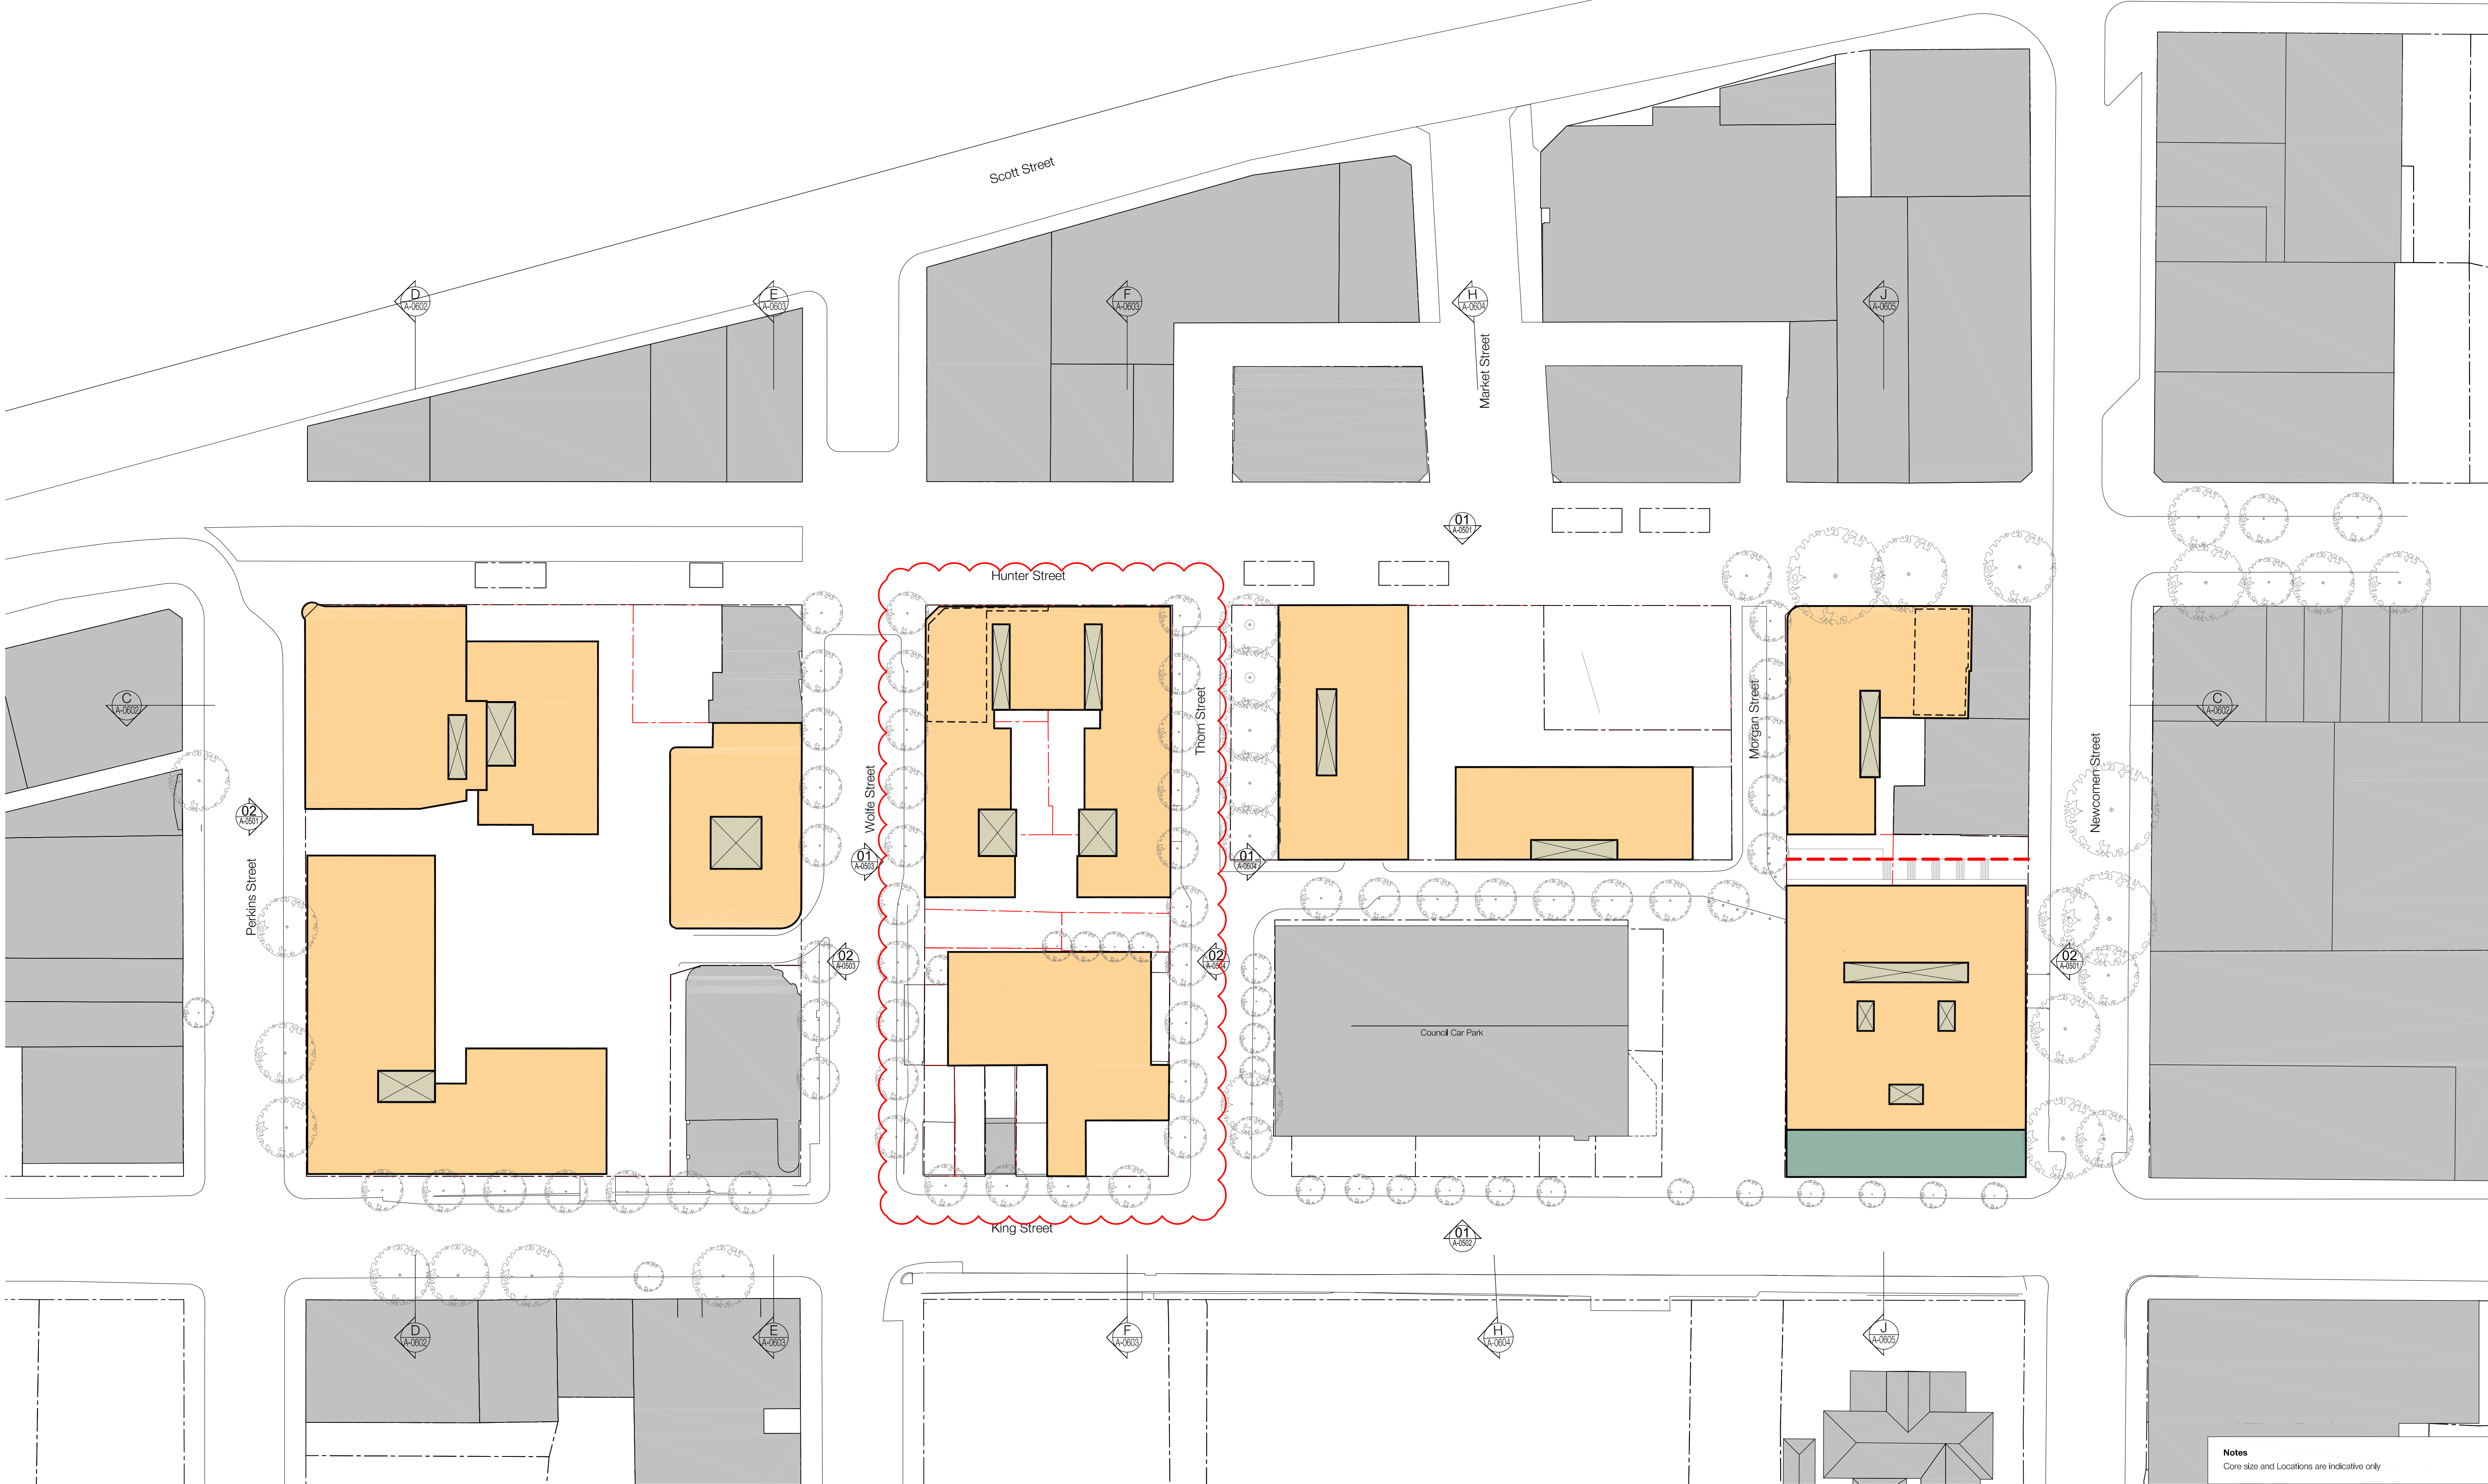 Scott Street
D
A-0602
E
A-0603
F
A-0603
H
A-0604
J
A-0605
Market Street
01
A-0501
Hunter Street
C
A-0602
Thorn Street
Morgan Street
C
A-0602
Newcomen Street
Wolfe Street
02
A-0501
Perkins Street
01
A-0503
01
A-0504
02
A-0503
02
A-0504
02
A-0501
Council Car Park
King Street
01
A-0502
D
A-0602
E
A-0603
F
A-0603
H
A-0604
J
A-0605
Notes
Core size and Locations are indicative only